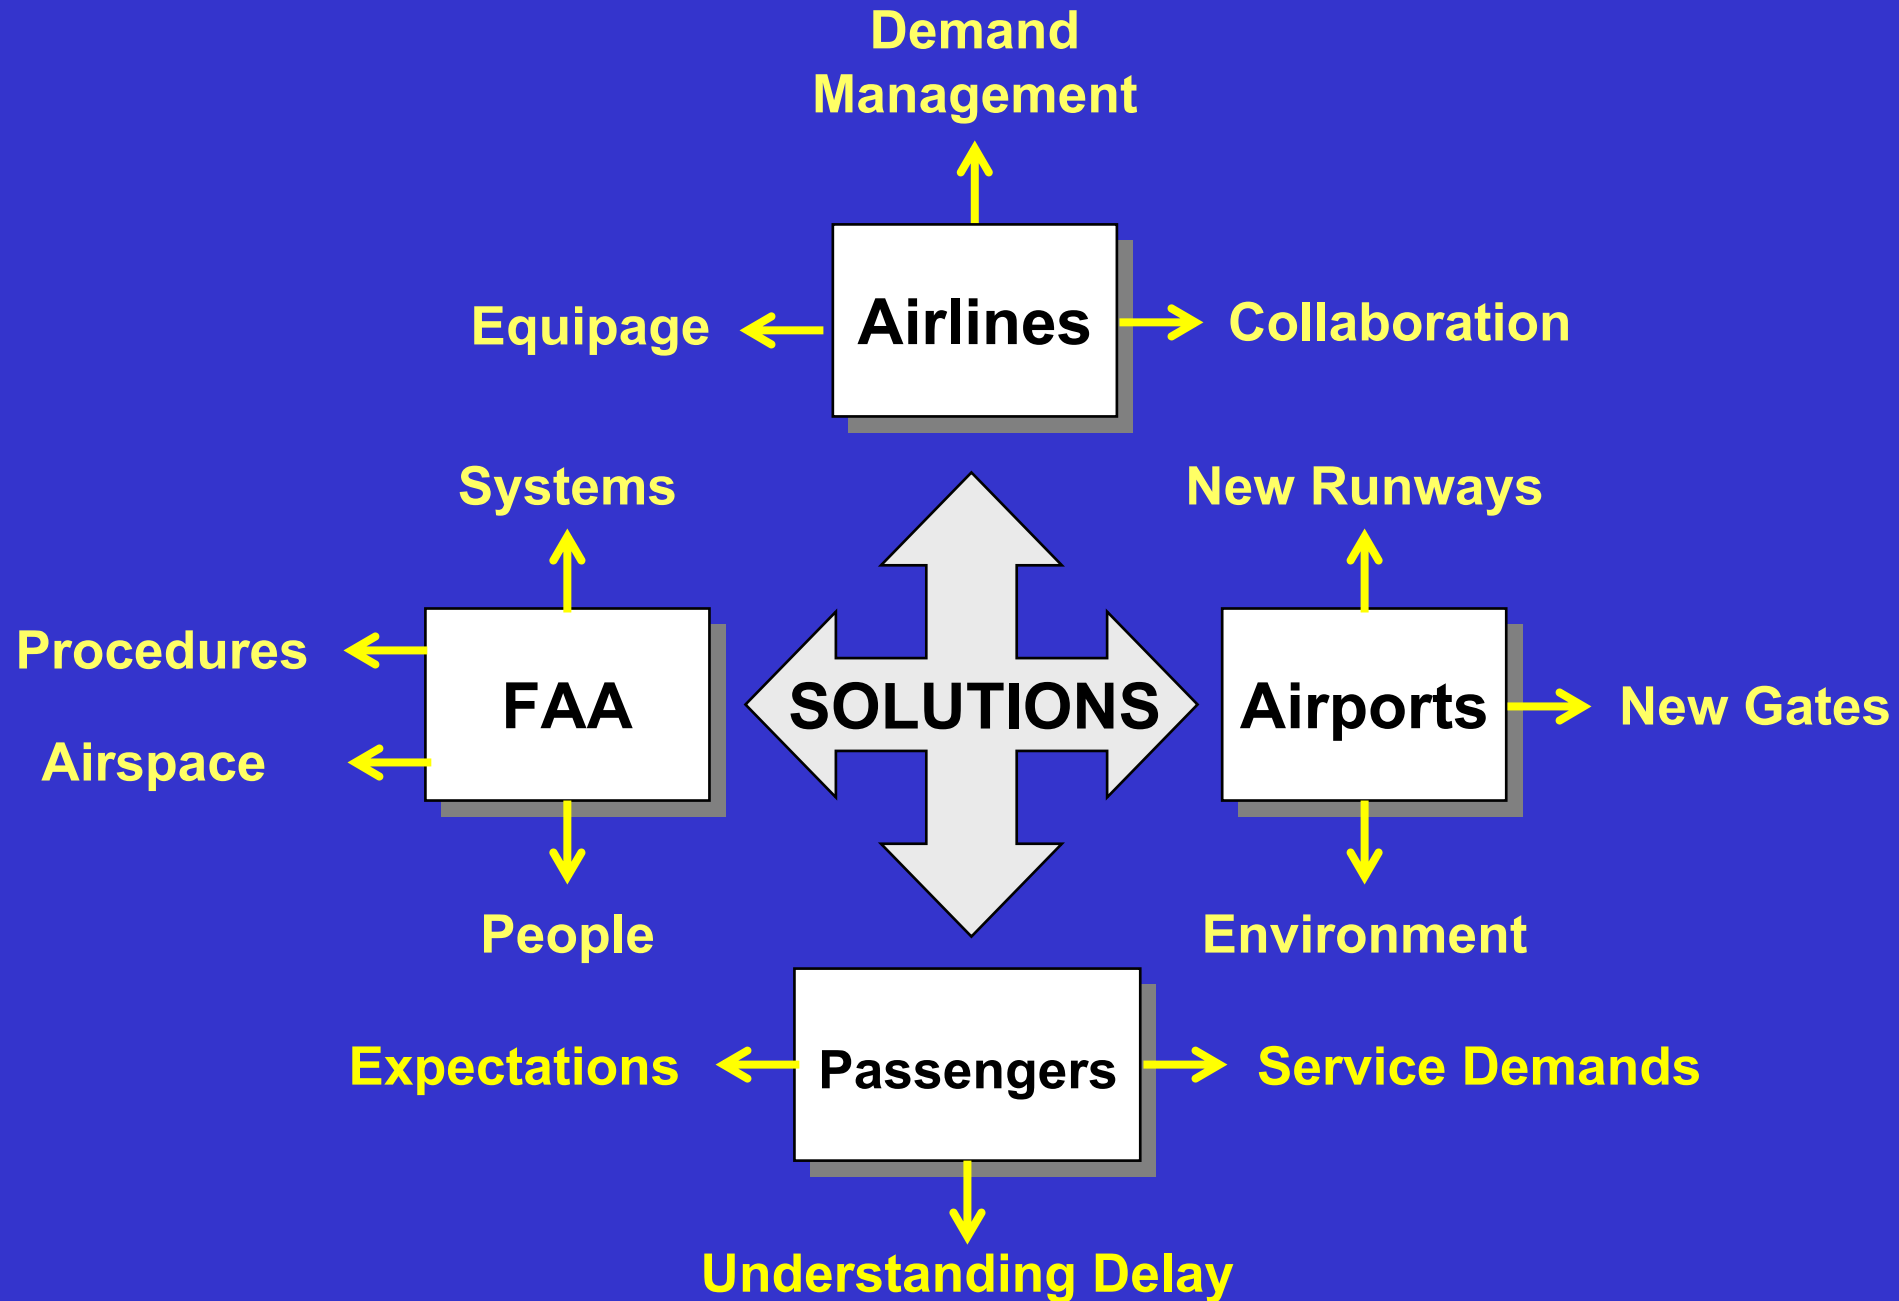 Demand
Management
Equipage
Airlines
Collaboration
Systems
New Runways
Procedures
FAA
SOLUTIONS
Airports
New Gates
Airspace
People
Environment
Expectations
Passengers
Service Demands
Understanding Delay